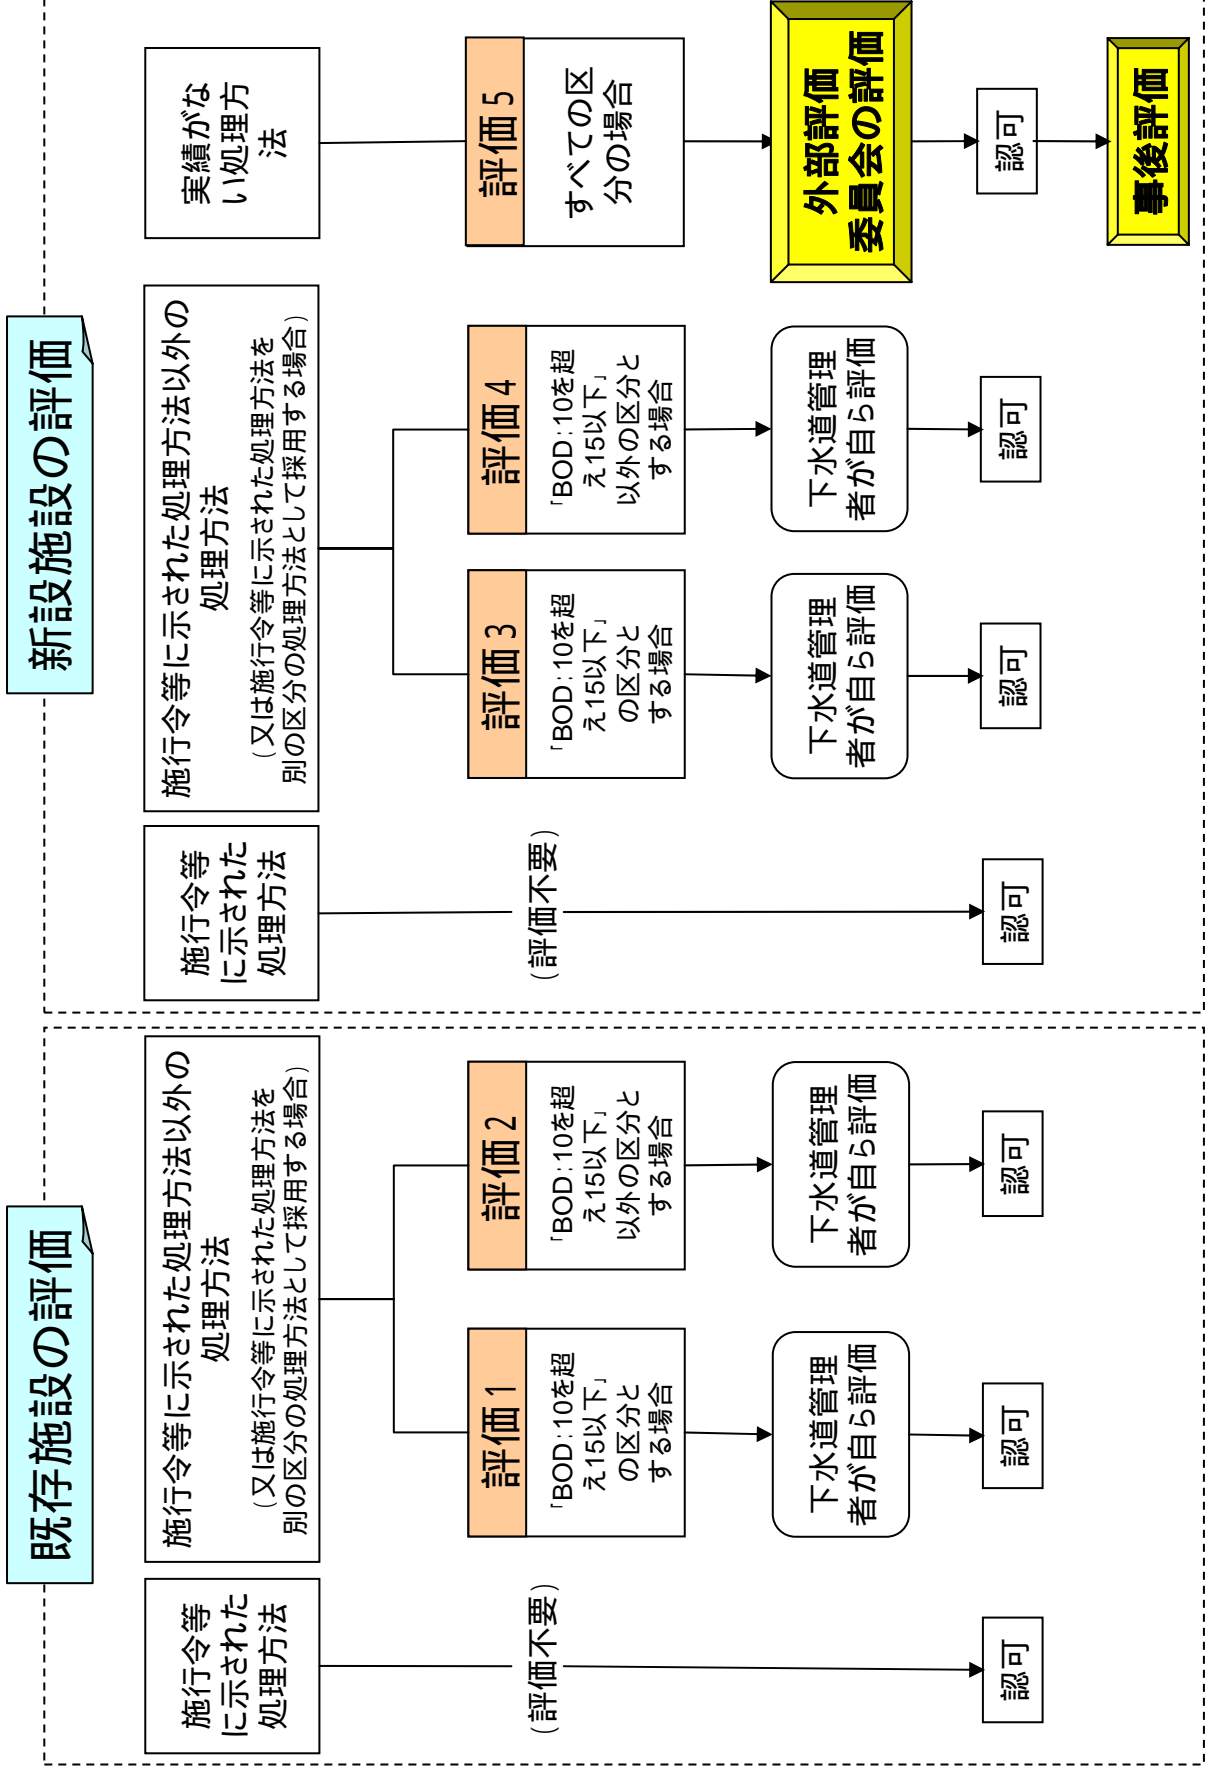 既存施設の評価
施行令等
に示された
処理方法
(評価不要)
認可
施行令等に示された処理方法以外の
処理方法
(又は施行令等に示された処理方法を
別の区分の処理方法として採用する場合)
評価1
「BOD:10を超
え15以下」
の区分と
する場合
下水道管理
者が自ら評価
認可
評価2
「BOD:10を超
え15以下」
以外の区分と
する場合
下水道管理
者が自ら評価
認可
新設施設の評価
施行令等
に示された
処理方法
(評価不要)
認可
施行令等に示された処理方法以外の
処理方法
(又は施行令等に示された処理方法を
別の区分の処理方法として採用する場合)
評価3
「BOD:10を超
え15以下」
の区分と
する場合
下水道管理
者が自ら評価
認可
評価4
「BOD:10を超
え15以下」
以外の区分と
する場合
下水道管理
者が自ら評価
認可
実績がな
い処理方
法
評価5
すべての区
分の場合
外部評価
委員会の評価
認可
事後評価